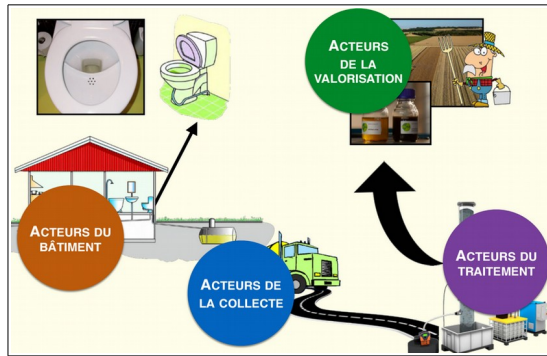 ACTEURS
DE LA
VALORISATION
ACTEURS DU
BÂTIMENT
ACTEURS DE
LA COLLECTE
ACTEURS DU
TRAITEMENT